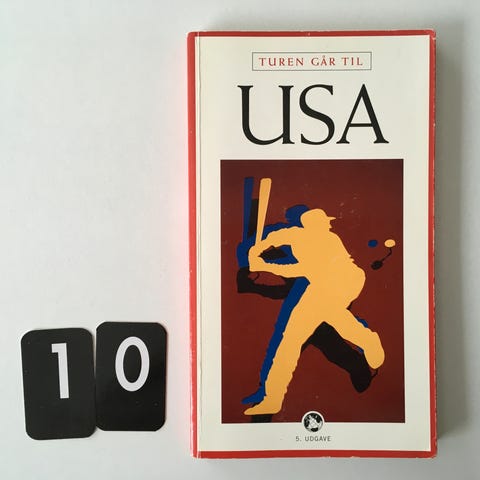 TUREN GÅR TIL
USA
5. UDGAVE
10